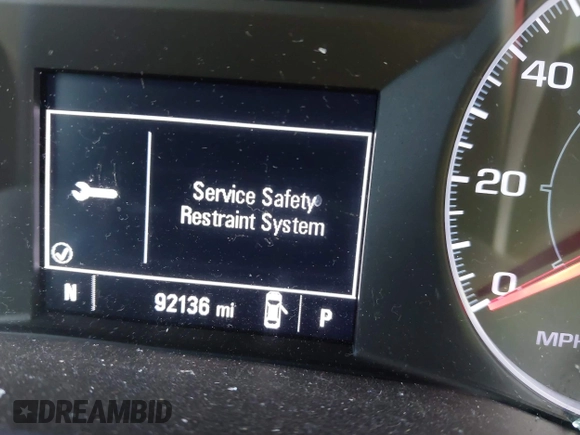 Service Safety
Restraint System
N
92136 mi
P
40
20
0
MPH
DREAMBID